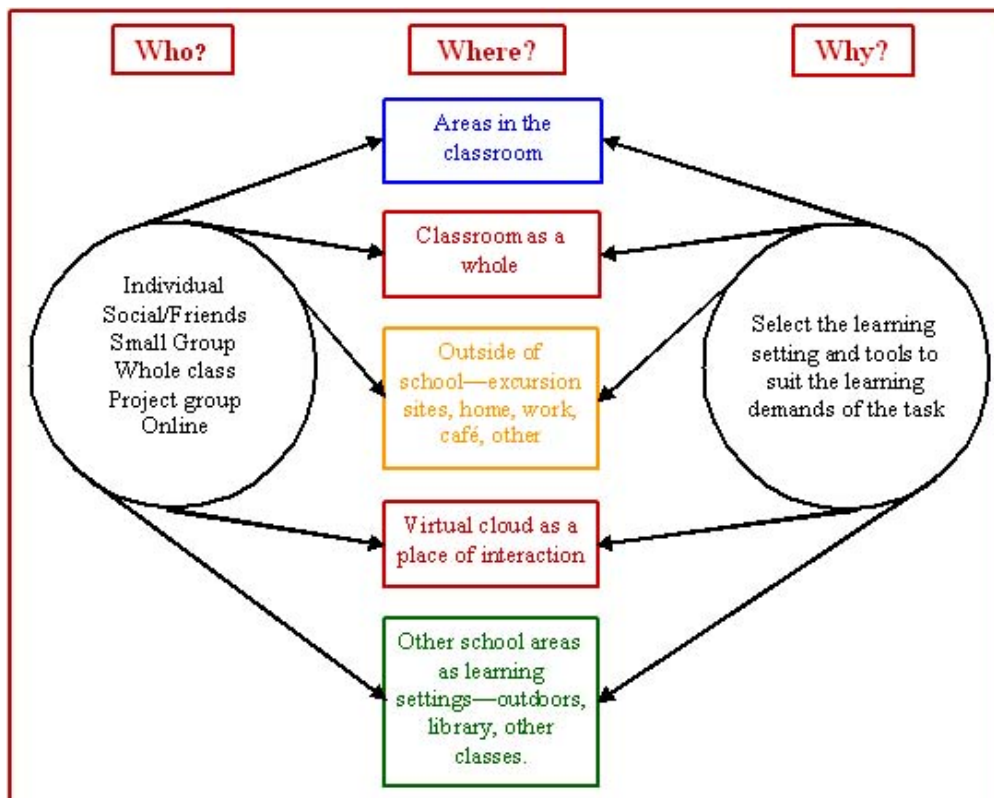 Who?
Where?
Why?
Areas in the
classroom
Classroom as a
whole
Individual
Social/Friends
Small Group
Whole class
Project group
Online
Outside of
school—excursion
sites, home, work,
café, other
Select the learning
setting and tools to
suit the learning
demands of the task
Virtual cloud as a
place of interaction
Other school areas
as learning
settings—outdoors,
library, other
classes.